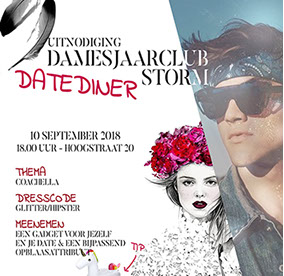 UITNODIGING
DAMESJAARCLUB
STORM
DATEDINER
10 SEPTEMBER 2018
18.00 UUR - HOOGSTRAAT 20
THEMA
COACHELLA
DRESSCODE
GLITTER/HIPSTER
MEENEMEN
EEN GADGET VOOR JEZELF
EN JE DATE & EEN BIJPASSEND
OPBLAASATTRIBUUT
TIP.